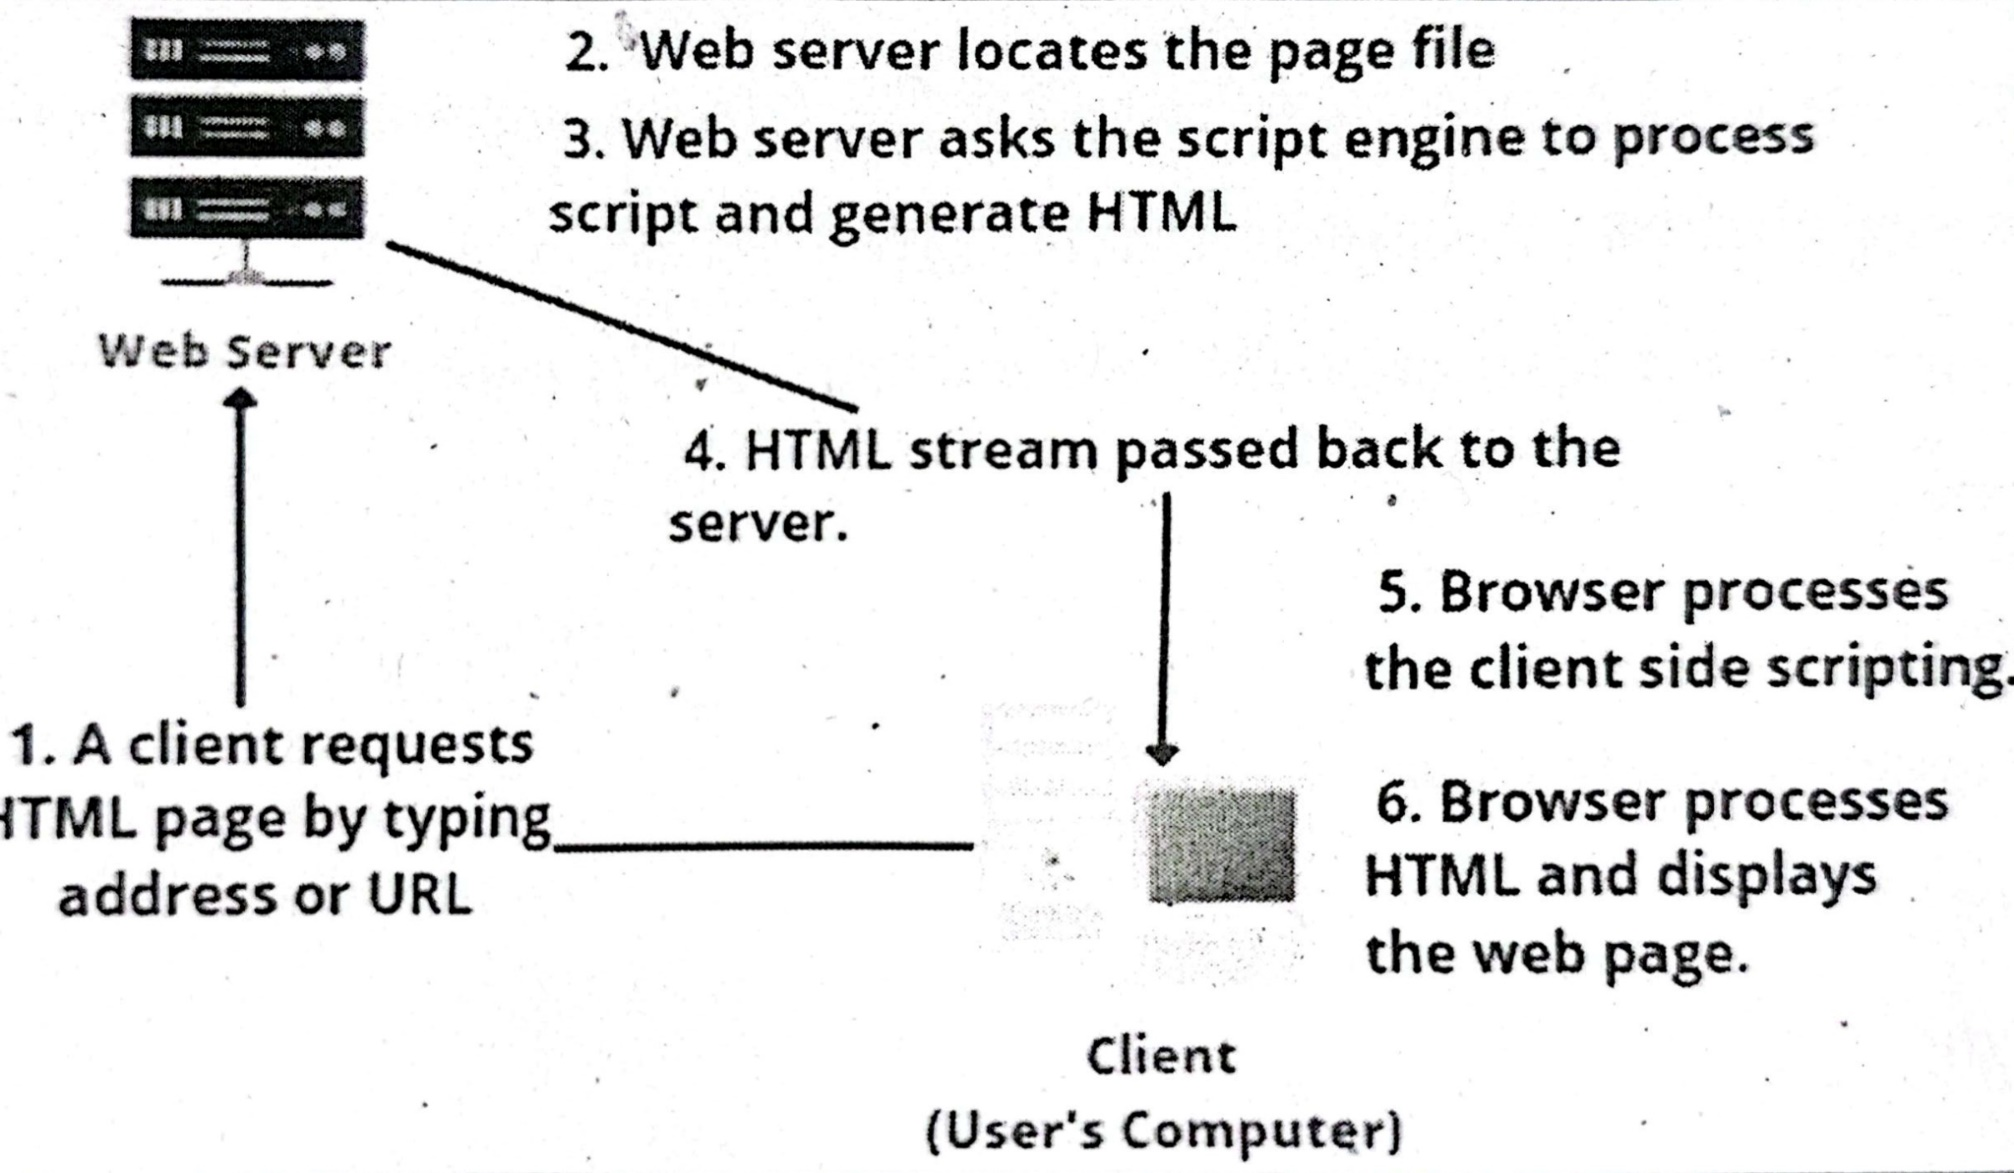 2. Web server locates the page file
3. Web server asks the script engine to process
script and generate HTML
Web Server
4. HTML stream passed back to the
server.
5. Browser processes
the client side scripting.
1. A client requests
HTML page by typing
address or URL
6. Browser processes
HTML and displays
the web page.
Client
(User's Computer)